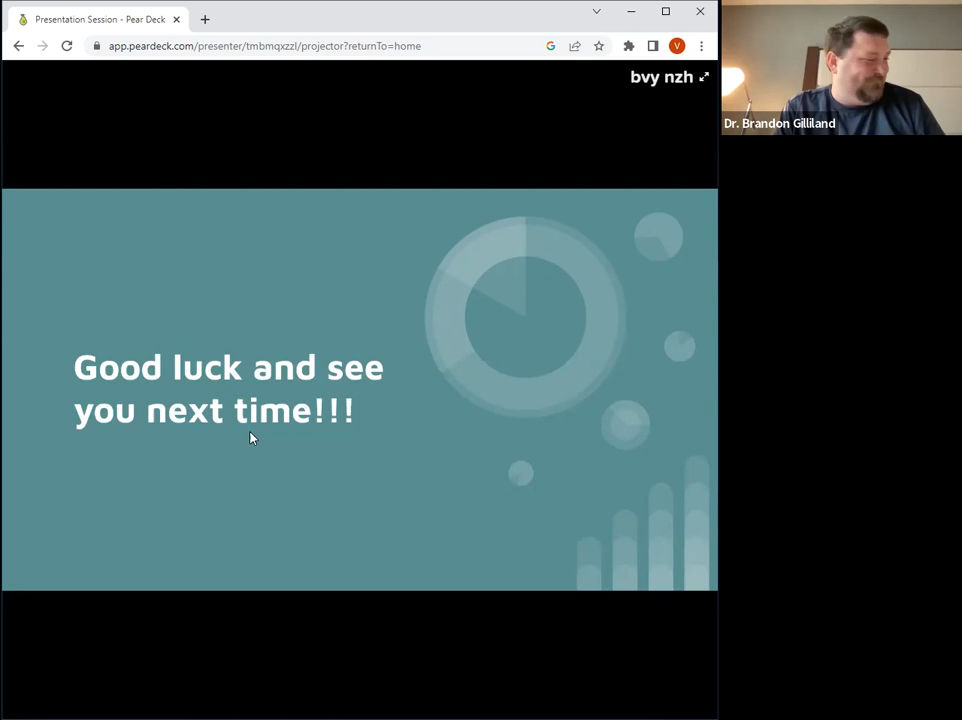 Presentation Session - Pear Deck
app.peardeck.com/presenter/tmbmqxzzl/projector?returnTo=home
V
bvy nzh
Dr. Brandon Gilliland
Good luck and see
you next time!!!